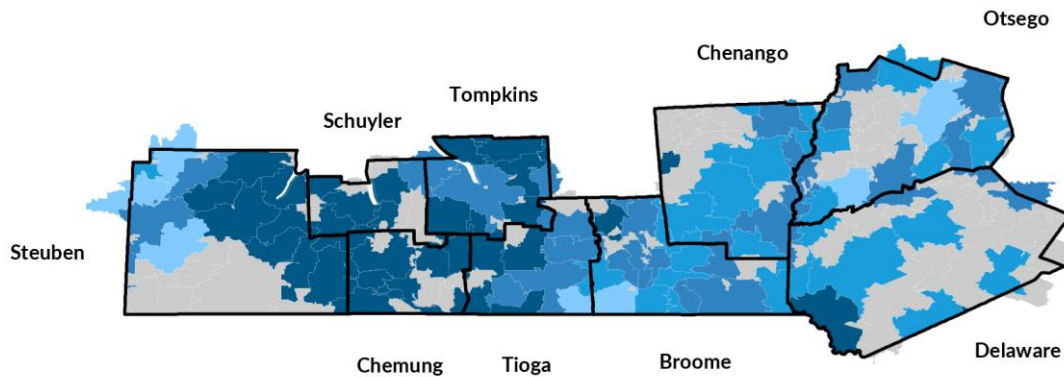 Otsego
Chenango
Tompkins
Schuyler
Steuben
Chemung
Tioga
Broome
Delaware